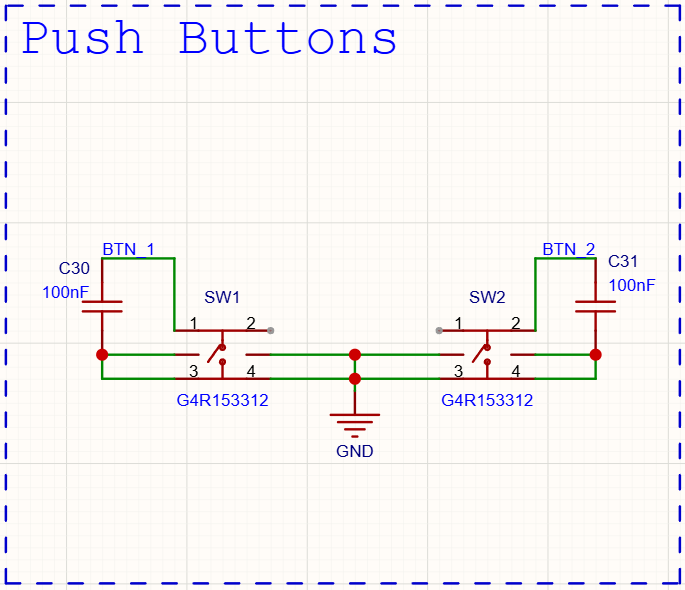 Push Buttons
BTN_1
BTN_2
C30
100nF
C31
100nF
SW1
SW2
1 2
1 2
3 4
3 4
G4R153312
G4R153312
GND